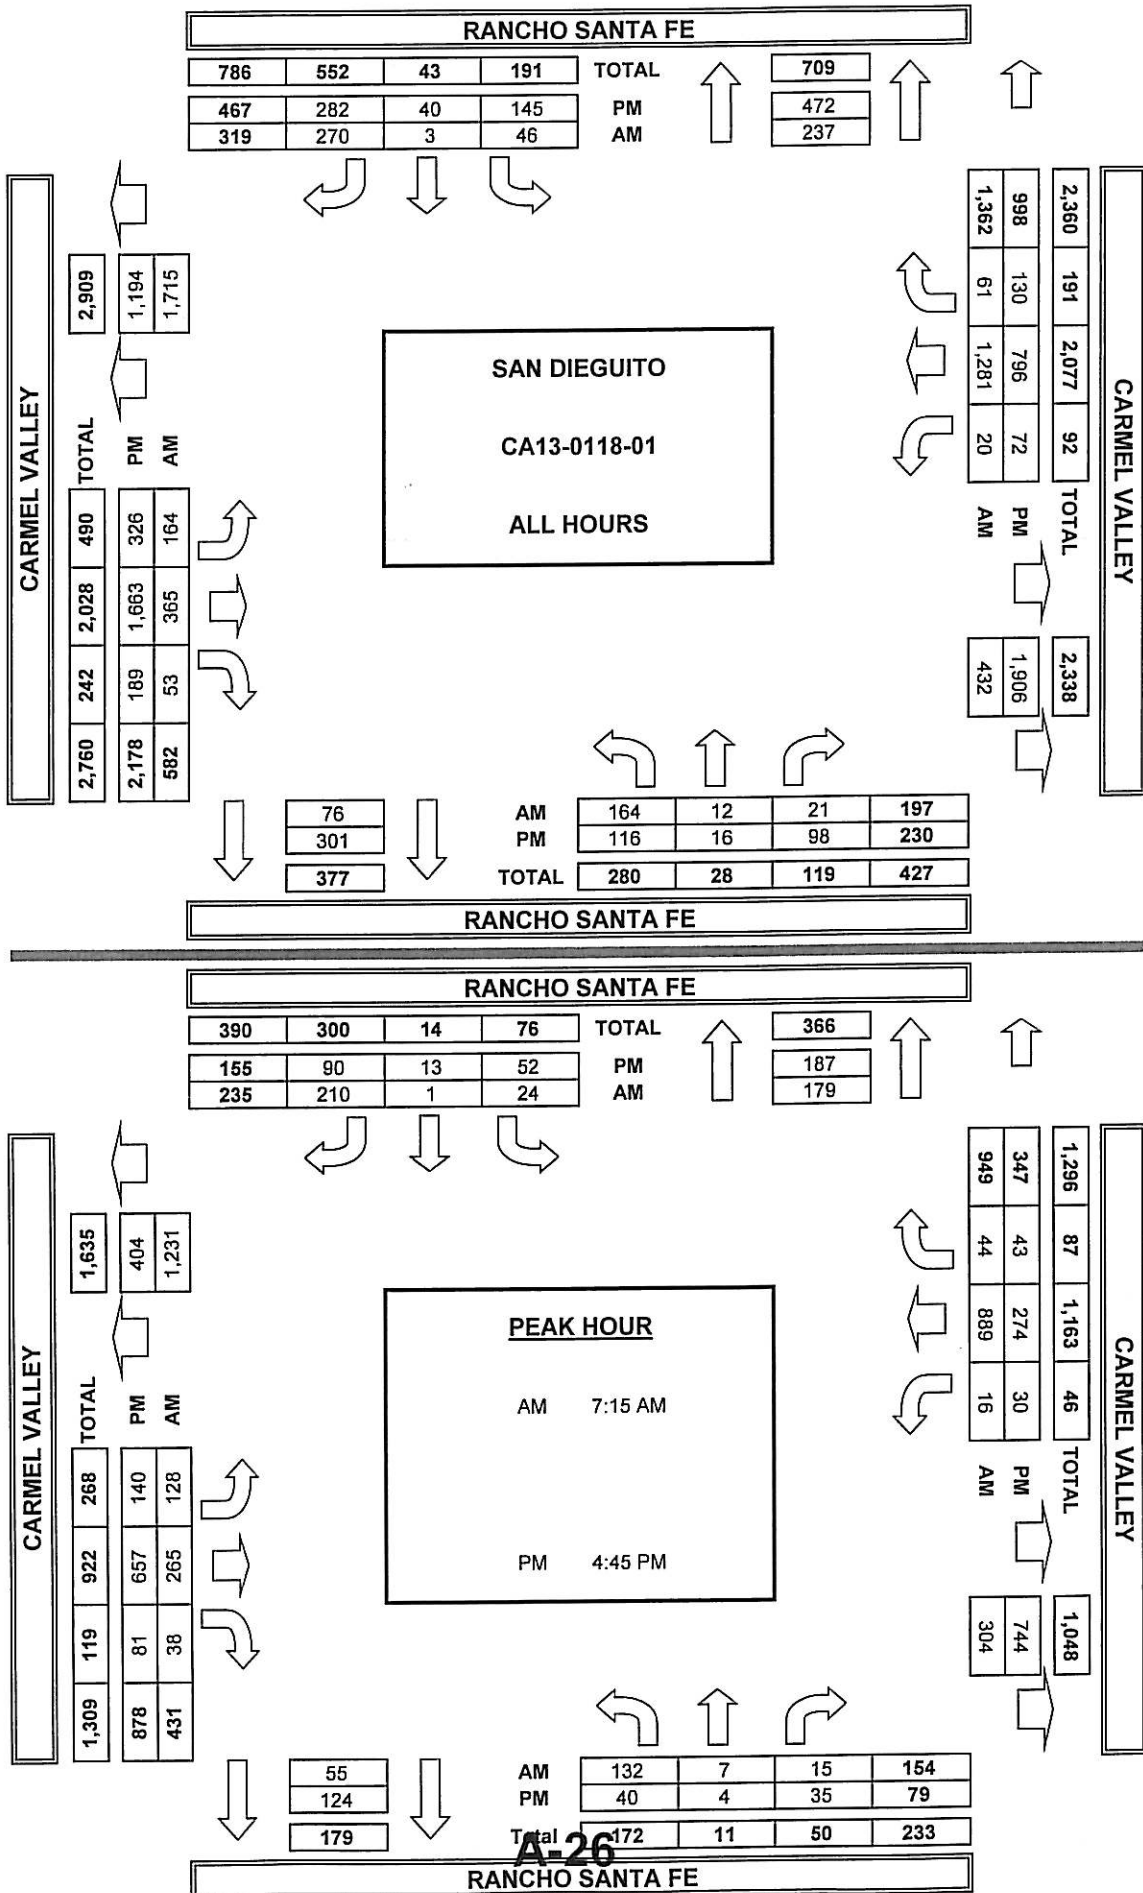 RANCHO SANTA FE
786 552 43 191 TOTAL 709
467 282 40 145 PM 472
319 270 3 46 AM 237
CARMEL VALLEY
2,909
1,194
1,715
TOTAL 490 2,028 242 2,760
PM 326 1,663 189 2,178
AM 164 365 53 582
SAN DIEGUITO
CA13-0118-01
ALL HOURS
2,360 191 2,077 92 TOTAL 2,338
998 130 796 72 PM 1,906
1,362 61 1,281 20 AM 432
CARMEL VALLEY
76 AM 164 12 21 197
301 PM 116 16 98 230
377 TOTAL 280 28 119 427
RANCHO SANTA FE
RANCHO SANTA FE
390 300 14 76 TOTAL 366
155 90 13 52 PM 187
235 210 1 24 AM 179
CARMEL VALLEY
1,635
404
1,231
TOTAL 268 922 119 1,309
PM 140 657 81 878
AM 128 265 38 431
PEAK HOUR
AM 7:15 AM
PM 4:45 PM
1,296 87 1,163 46 TOTAL 1,048
347 43 274 30 PM 744
949 44 889 16 AM 304
CARMEL VALLEY
55 AM 132 7 15 154
124 PM 40 4 35 79
179 Total 172 11 50 233
A-26
RANCHO SANTA FE